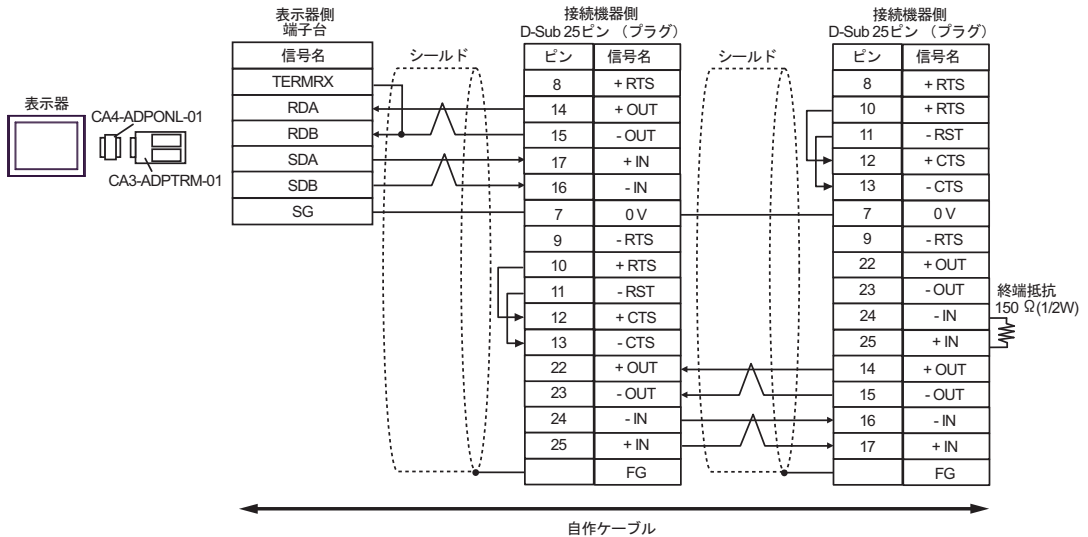 表示器
CA4-ADPONL-01
CA3-ADPTRM-01
表示器側
端子台
信号名
TERMRX
RDA
RDB
SDA
SDB
SG
シールド
接続機器側
D-Sub 25ピン （プラグ）
ピン 信号名
8 + RTS
14 + OUT
15 - OUT
17 + IN
16 - IN
7 0 V
9 - RTS
10 + RTS
11 - RST
12 + CTS
13 - CTS
22 + OUT
23 - OUT
24 - IN
25 + IN
FG
シールド
接続機器側
D-Sub 25ピン （プラグ）
ピン 信号名
8 + RTS
10 + RTS
11 - RST
12 + CTS
13 - CTS
7 0 V
9 - RTS
22 + OUT
23 - OUT
24 - IN
25 + IN
14 + OUT
15 - OUT
16 - IN
17 + IN
FG
終端抵抗
150 Ω(1/2W)
自作ケーブル